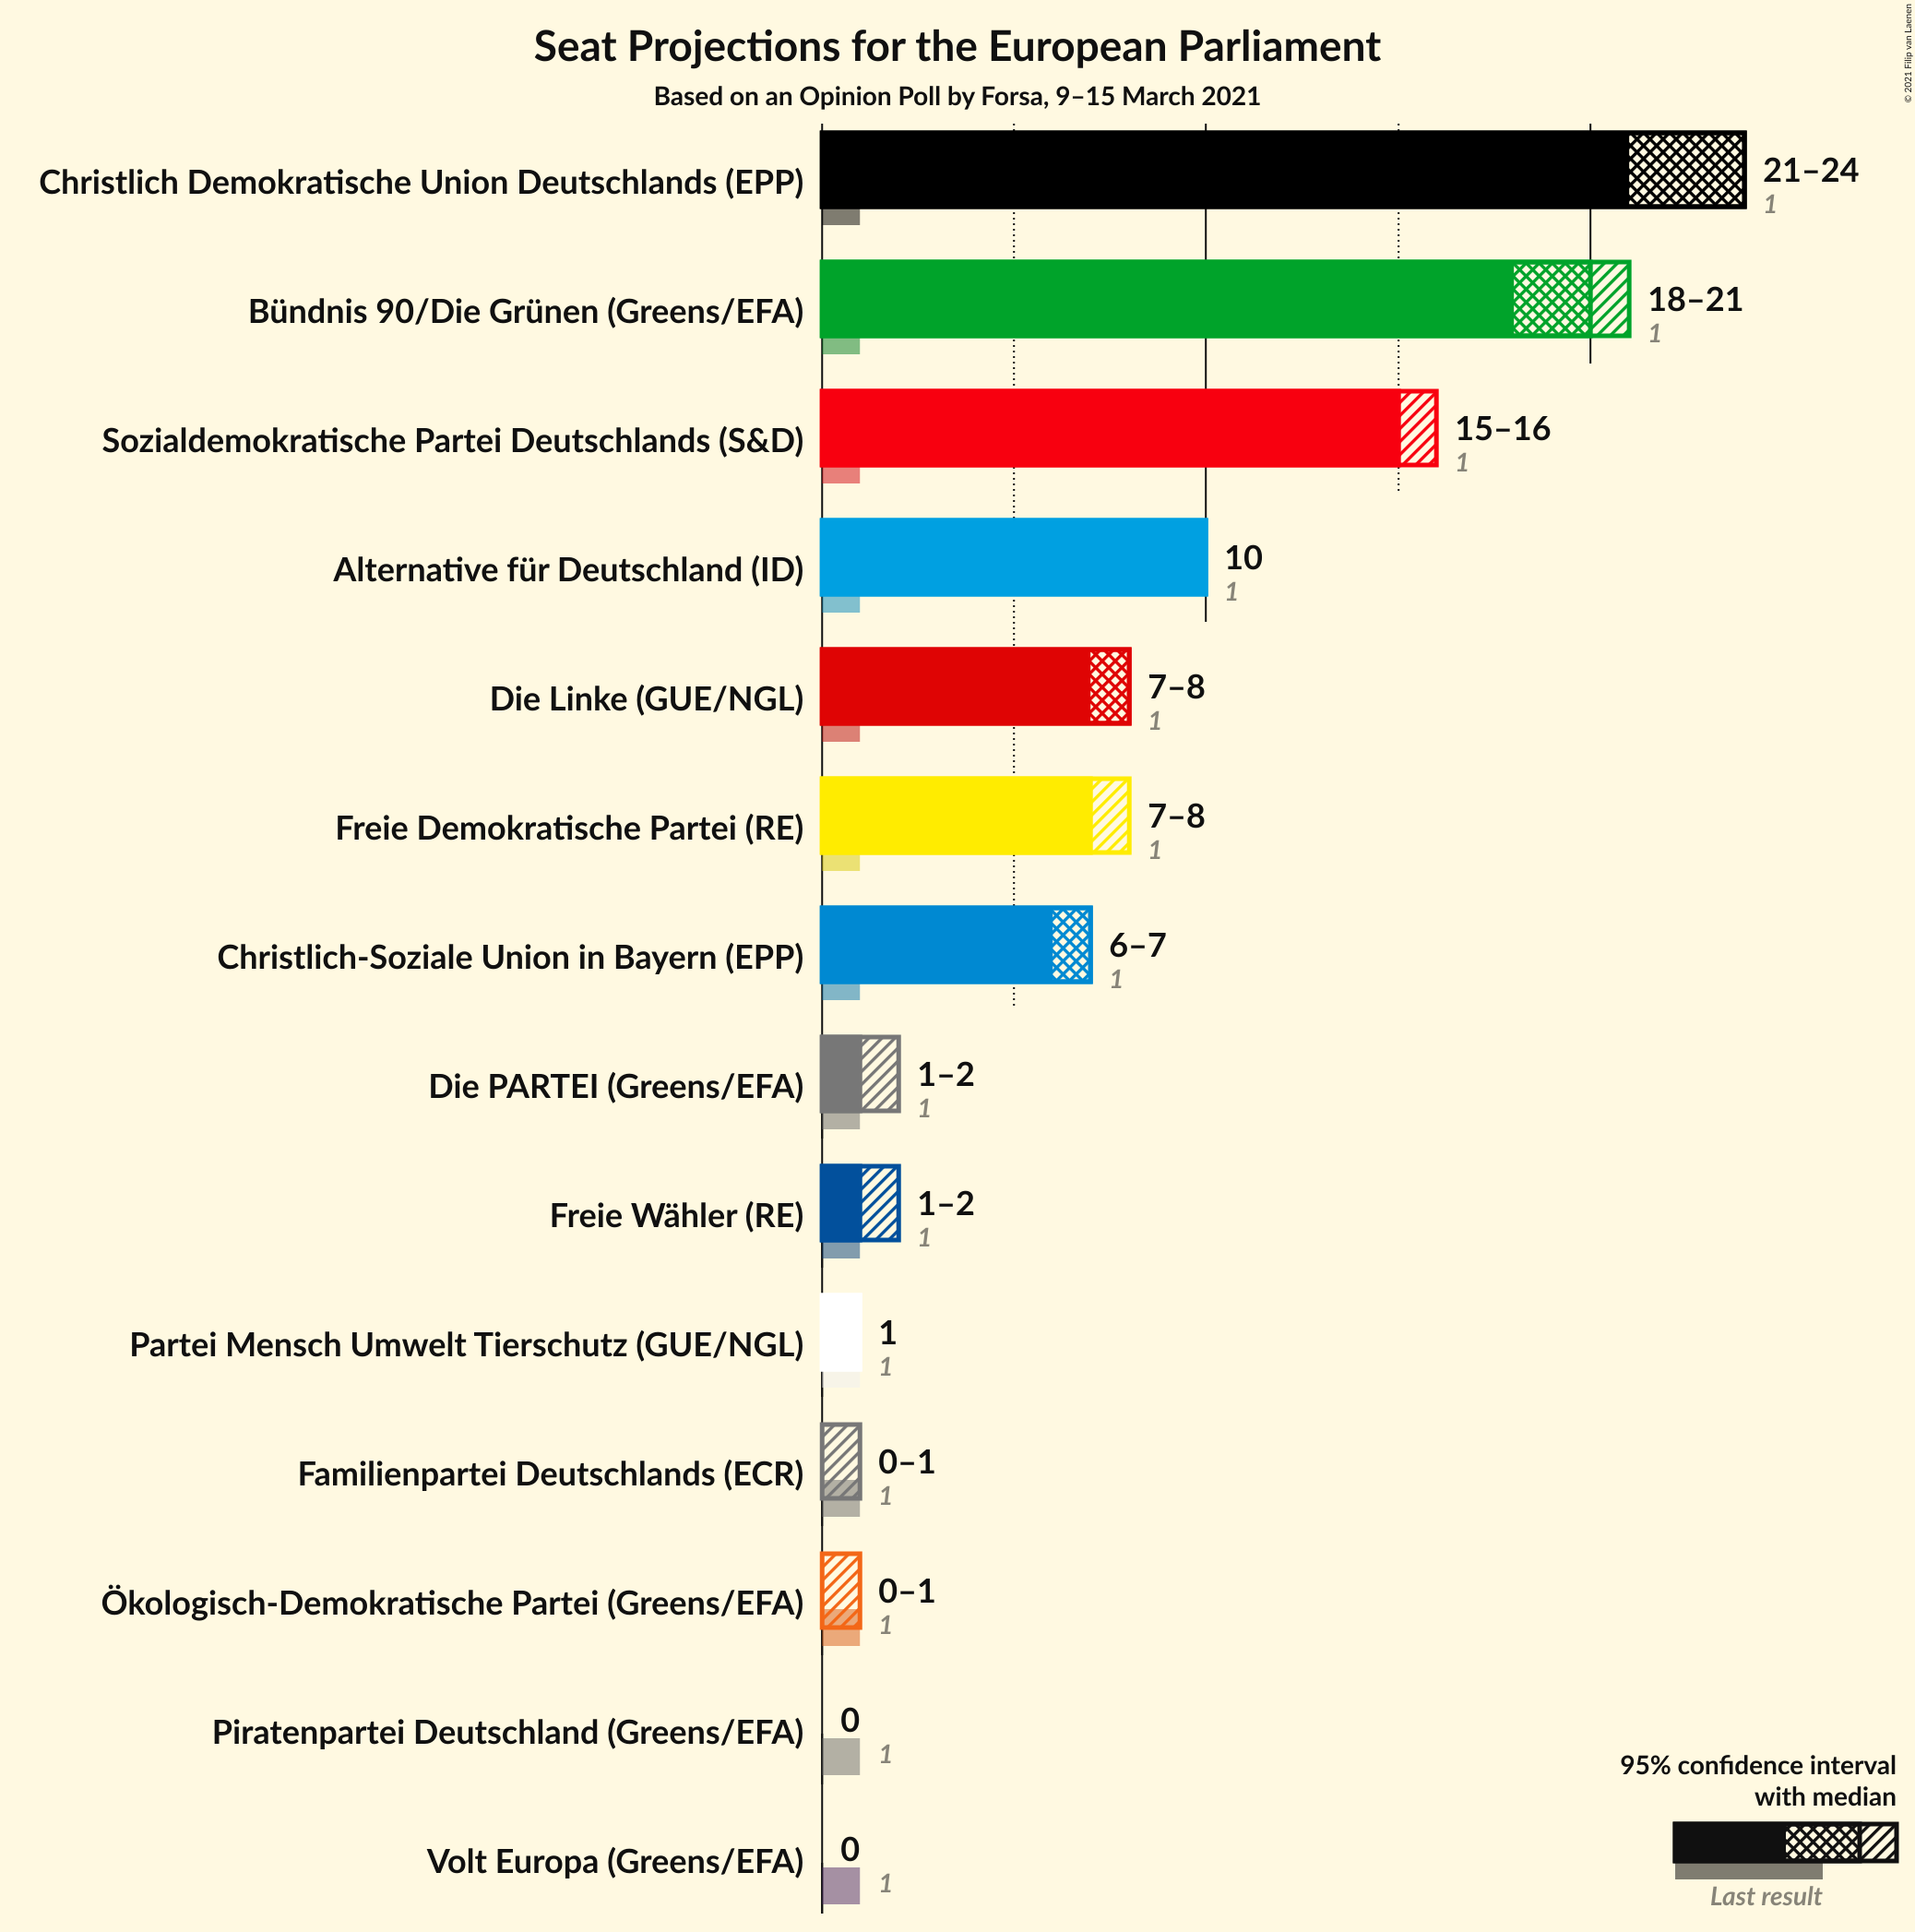 Seat Projections for the European Parliament
Based on an Opinion Poll by Forsa, 9–15 March 2021
© 2021 Filip van Laenen
Christlich Demokratische Union Deutschlands (EPP)
21–24
1
Bündnis 90/Die Grünen (Greens/EFA)
18–21
1
Sozialdemokratische Partei Deutschlands (S&D)
15–16
1
Alternative für Deutschland (ID)
10
1
Die Linke (GUE/NGL)
7–8
1
Freie Demokratische Partei (RE)
7–8
1
Christlich-Soziale Union in Bayern (EPP)
6–7
1
Die PARTEI (Greens/EFA)
1–2
1
Freie Wähler (RE)
1–2
1
Partei Mensch Umwelt Tierschutz (GUE/NGL)
1
1
Familienpartei Deutschlands (ECR)
0–1
1
Ökologisch-Demokratische Partei (Greens/EFA)
0–1
1
Piratenpartei Deutschland (Greens/EFA)
0
1
Volt Europa (Greens/EFA)
0
1
95% confidence interval
with median
Last result